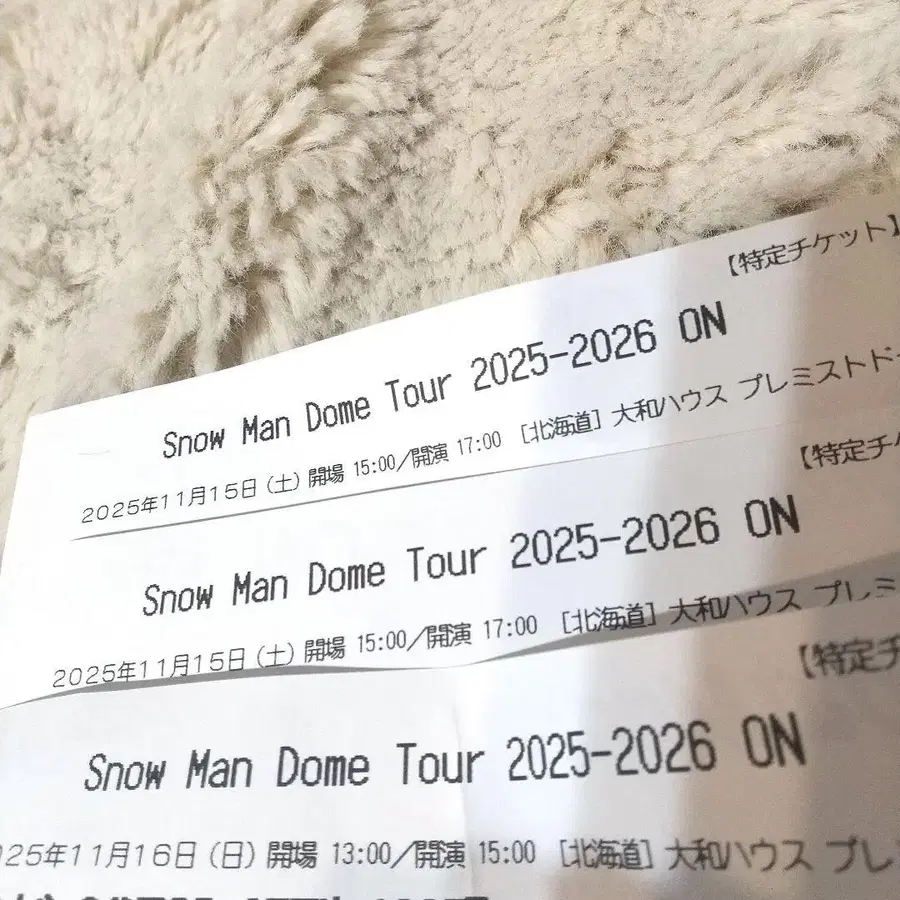 【特定チケット】
Snow Man Dome Tour 2025-2026 ON
2025年11月15日（土）開場 15:00／開演 17:00 [北海道] 大和ハウス プレミストドー
【特定チケ
Snow Man Dome Tour 2025-2026 ON
2025年11月15日（土）開場 15:00／開演 17:00 [北海道] 大和ハウス プレミ
【特定チ
Snow Man Dome Tour 2025-2026 ON
025年11月16日（日）開場 13:00／開演 15:00 [北海道] 大和ハウス プレ